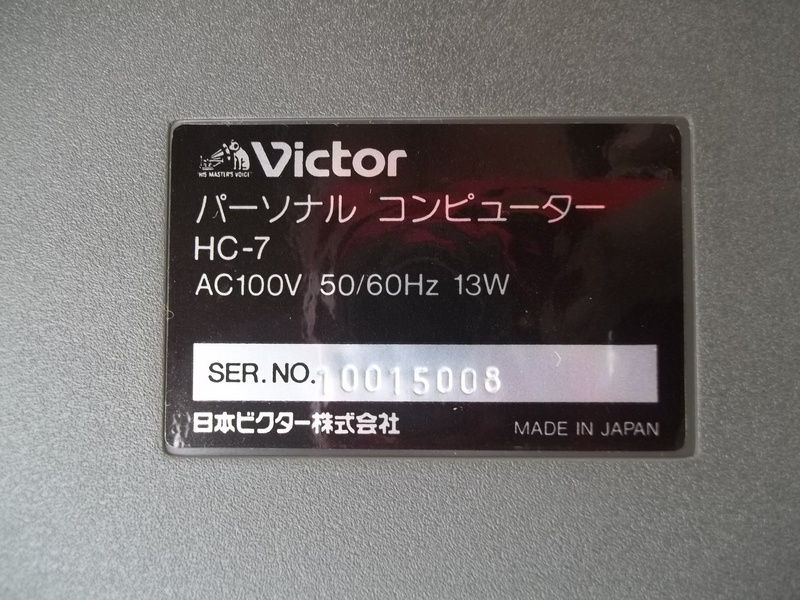 Victor
HIS MASTER'S VOICE
パーソナル コンピューター
HC-7
AC100V 50/60Hz 13W
SER. NO. 10015008
日本ビクター株式会社
MADE IN JAPAN